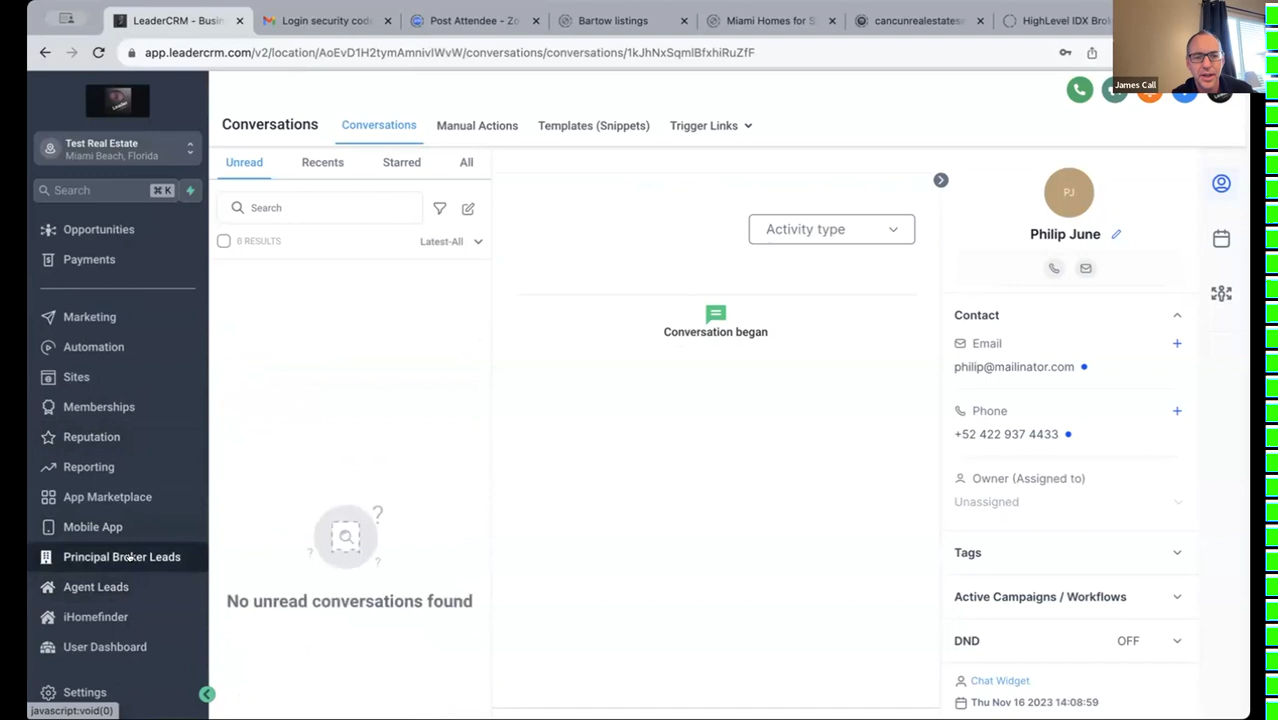 LeaderCRM - Busin
Login security code
Post Attendee - Zo
Bartow listings
Miami Homes for S
cancunrealestates
HighLevel IDX Brok
app.leadercrm.com/v2/location/AoEvD1H2tymAmnivIWvW/conversations/conversations/1kJhNxSqmlBfxhiRuZfF
James Call
Leader
Test Real Estate
Miami Beach, Florida
Search ⌘ K
Opportunities
Payments
Marketing
Automation
Sites
Memberships
Reputation
Reporting
App Marketplace
Mobile App
Principal Broker Leads
Agent Leads
iHomefinder
User Dashboard
Settings
javascript:void(0)
Conversations
Conversations
Manual Actions
Templates (Snippets)
Trigger Links
Unread
Recents
Starred
All
Search
0 RESULTS
Latest-All
No unread conversations found
Activity type
Conversation began
PJ
Philip June
Contact
Email
philip@mailinator.com
Phone
+52 422 937 4433
Owner (Assigned to)
Unassigned
Tags
Active Campaigns / Workflows
DND OFF
Chat Widget
Thu Nov 16 2023 14:08:59